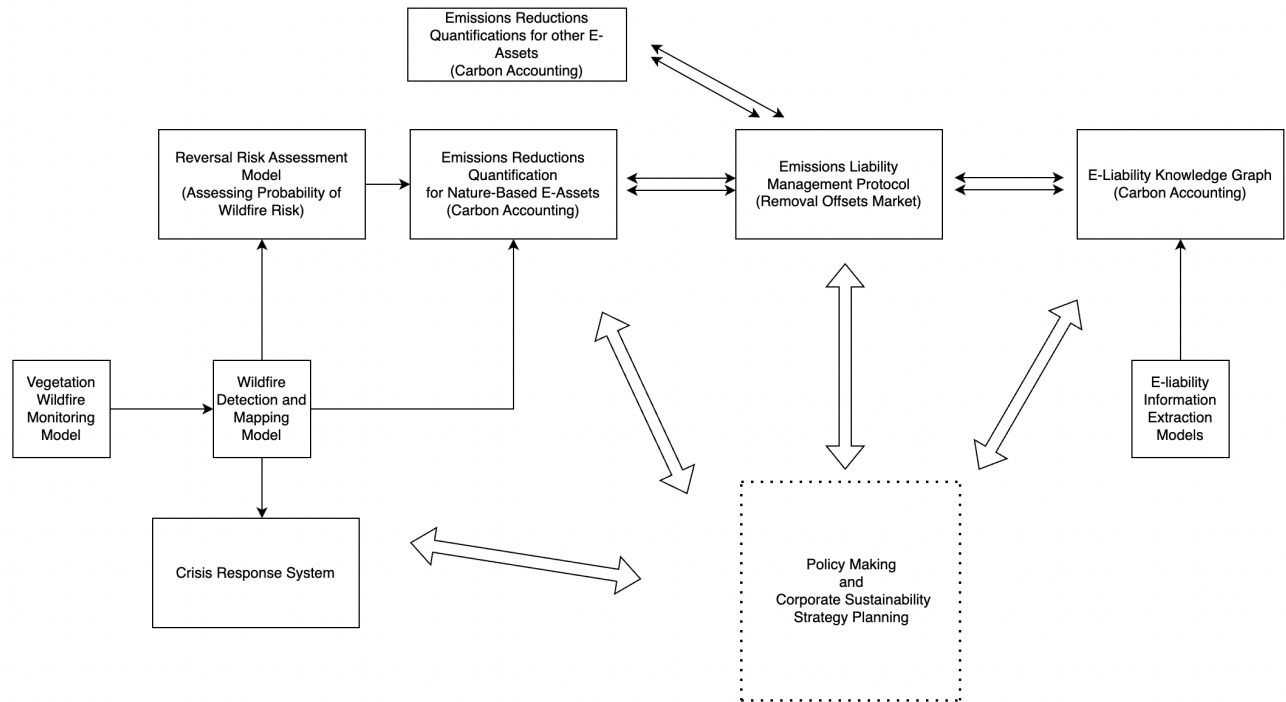 Emissions Reductions
Quantifications for other E-
Assets
(Carbon Accounting)
Reversal Risk Assessment
Model
(Assessing Probability of
Wildfire Risk)
Emissions Reductions
Quantification
for Nature-Based E-Assets
(Carbon Accounting)
Emissions Liability
Management Protocol
(Removal Offsets Market)
E-Liability Knowledge Graph
(Carbon Accounting)
Vegetation
Wildfire
Monitoring
Model
Wildfire
Detection and
Mapping
Model
E-liability
Information
Extraction
Models
Crisis Response System
Policy Making
and
Corporate Sustainability
Strategy Planning